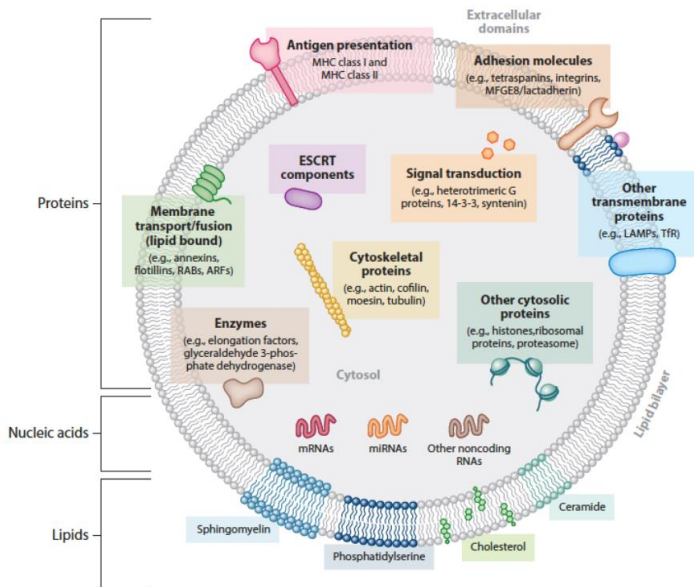 Extracellular
domains
Antigen presentation
MHC class I and
MHC class II
Adhesion molecules
(e.g., tetraspanins, integrins,
MFGE8/lactadherin)
ESCRT
components
Signal transduction
(e.g., heterotrimeric G
proteins, 14-3-3, syntenin)
Other
transmembrane
proteins
(e.g., LAMPs, TfR)
Proteins
Membrane
transport/fusion
(lipid bound)
(e.g., annexins,
flotillins, RABs, ARFs)
Cytoskeletal
proteins
(e.g., actin, cofilin,
moesin, tubulin)
Other cytosolic
proteins
(e.g., histones,ribosomal
proteins, proteasome)
Enzymes
(e.g., elongation factors,
glyceraldehyde 3-phos-
phate dehydrogenase)
Cytosol
Lipid bilayer
Nucleic acids
mRNAs
miRNAs
Other noncoding
RNAs
Lipids
Sphingomyelin
Phosphatidylserine
Cholesterol
Ceramide